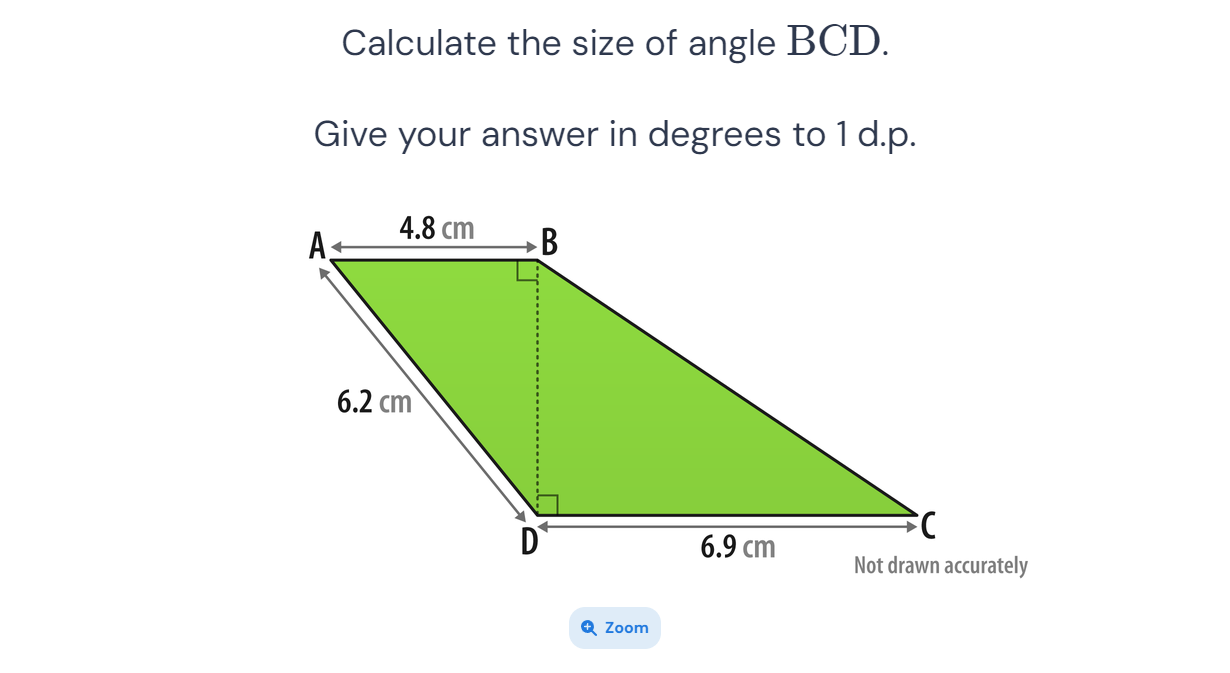 Calculate the size of angle BCD.
Give your answer in degrees to 1 d.p.
4.8 cm
A
B
6.2 cm
D
C
6.9 cm
Not drawn accurately
Zoom